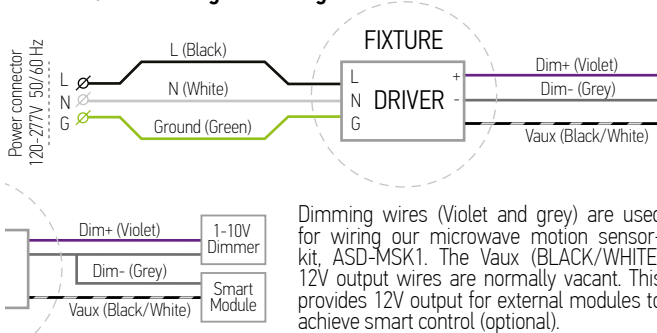 L (Black)
FIXTURE
Power connector
120-277V 50/60 Hz
L
N
G
N (White)
Ground (Green)
L
N
G
DRIVER
+
-
Dim+ (Violet)
Dim- (Grey)
Vaux (Black/White)
Dim+ (Violet)
Dim- (Grey)
Vaux (Black/White)
1-10V
Dimmer
Smart
Module
Dimming wires (Violet and grey) are used
for wiring our microwave motion sensor-
kit, ASD-MSK1. The Vaux (BLACK/WHITE
12V output wires are normally vacant. This
provides 12V output for external modules to
achieve smart control (optional).